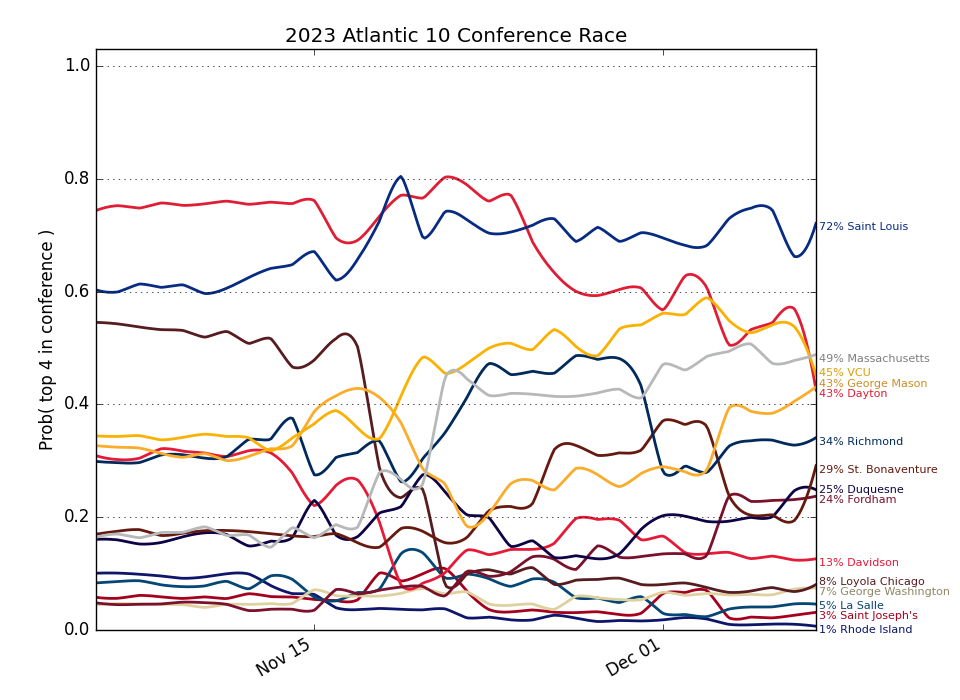 2023 Atlantic 10 Conference Race
Prob( top 4 in conference )
1.0
0.8
0.6
0.4
0.2
0.0
Nov 15
Dec 01
72% Saint Louis
49% Massachusetts
45% VCU
43% George Mason
43% Dayton
34% Richmond
29% St. Bonaventure
25% Duquesne
24% Fordham
13% Davidson
8% Loyola Chicago
7% George Washington
5% La Salle
3% Saint Joseph's
1% Rhode Island